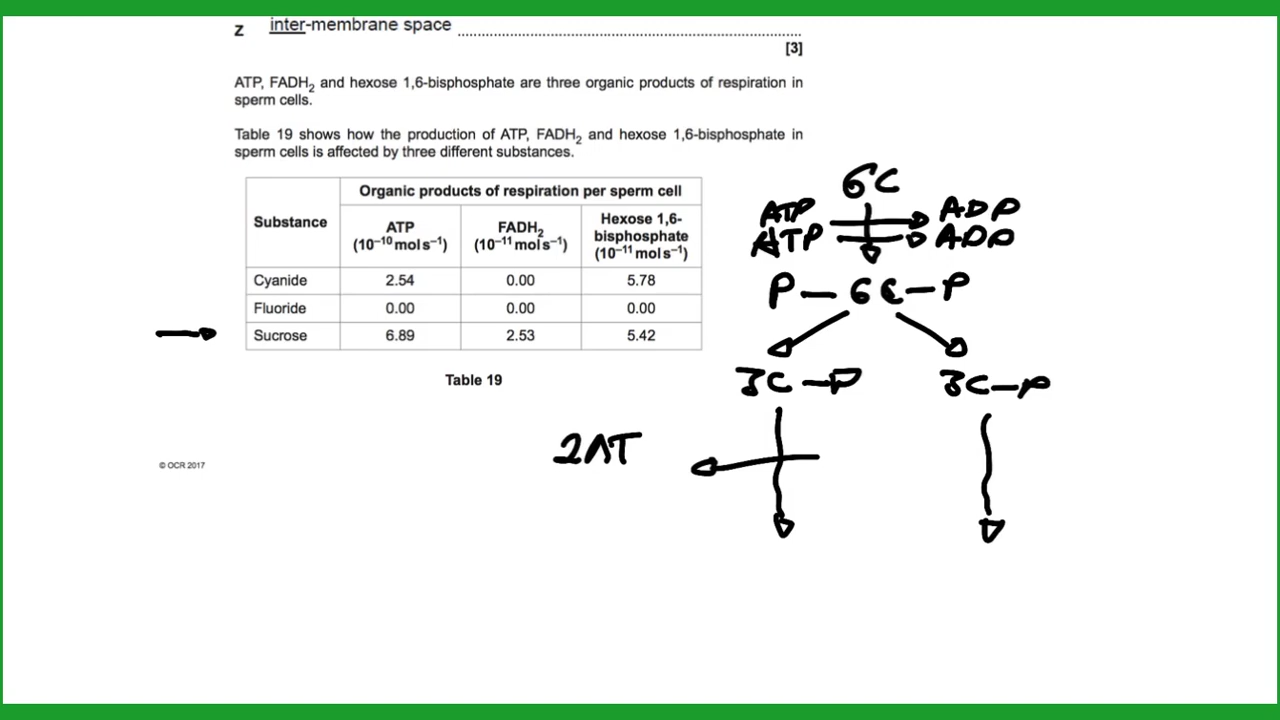 Z inter-membrane space ........................................................................
[3]
ATP, FADH₂ and hexose 1,6-bisphosphate are three organic products of respiration in
sperm cells.
Table 19 shows how the production of ATP, FADH₂ and hexose 1,6-bisphosphate in
sperm cells is affected by three different substances.
Substance
Organic products of respiration per sperm cell
ATP (10⁻¹⁰ mol s⁻¹)
FADH₂ (10⁻¹¹ mol s⁻¹)
Hexose 1,6-bisphosphate (10⁻¹¹ mol s⁻¹)
Cyanide 2.54 0.00 5.78
Fluoride 0.00 0.00 0.00
Sucrose 6.89 2.53 5.42
Table 19
© OCR 2017
6C
ATP ADP
ATP ADP
P — 6C — P
3C — P 3C — P
2AT